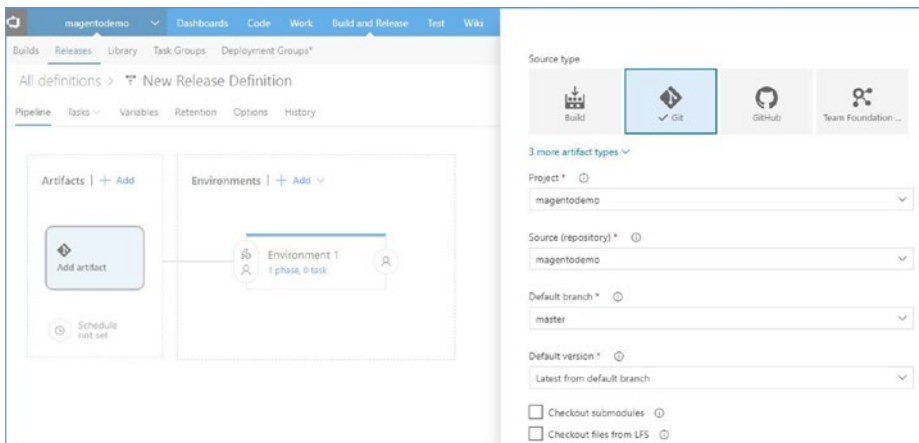 magentodemo Dashboards Code Work Build and Release Test Wiki
Builds Releases Library Task Groups Deployment Groups*
All definitions > New Release Definition
Pipeline Tasks Variables Retention Options History
Artifacts | + Add
Environments | + Add
Add artifact
Environment 1
1 phase, 0 task
Schedule
not set
Source type
Build
Git
GitHub
Team Foundation ...
3 more artifact types
Project *
magentodemo
Source (repository) *
magentodemo
Default branch *
master
Default version *
Latest from default branch
Checkout submodules
Checkout files from LFS